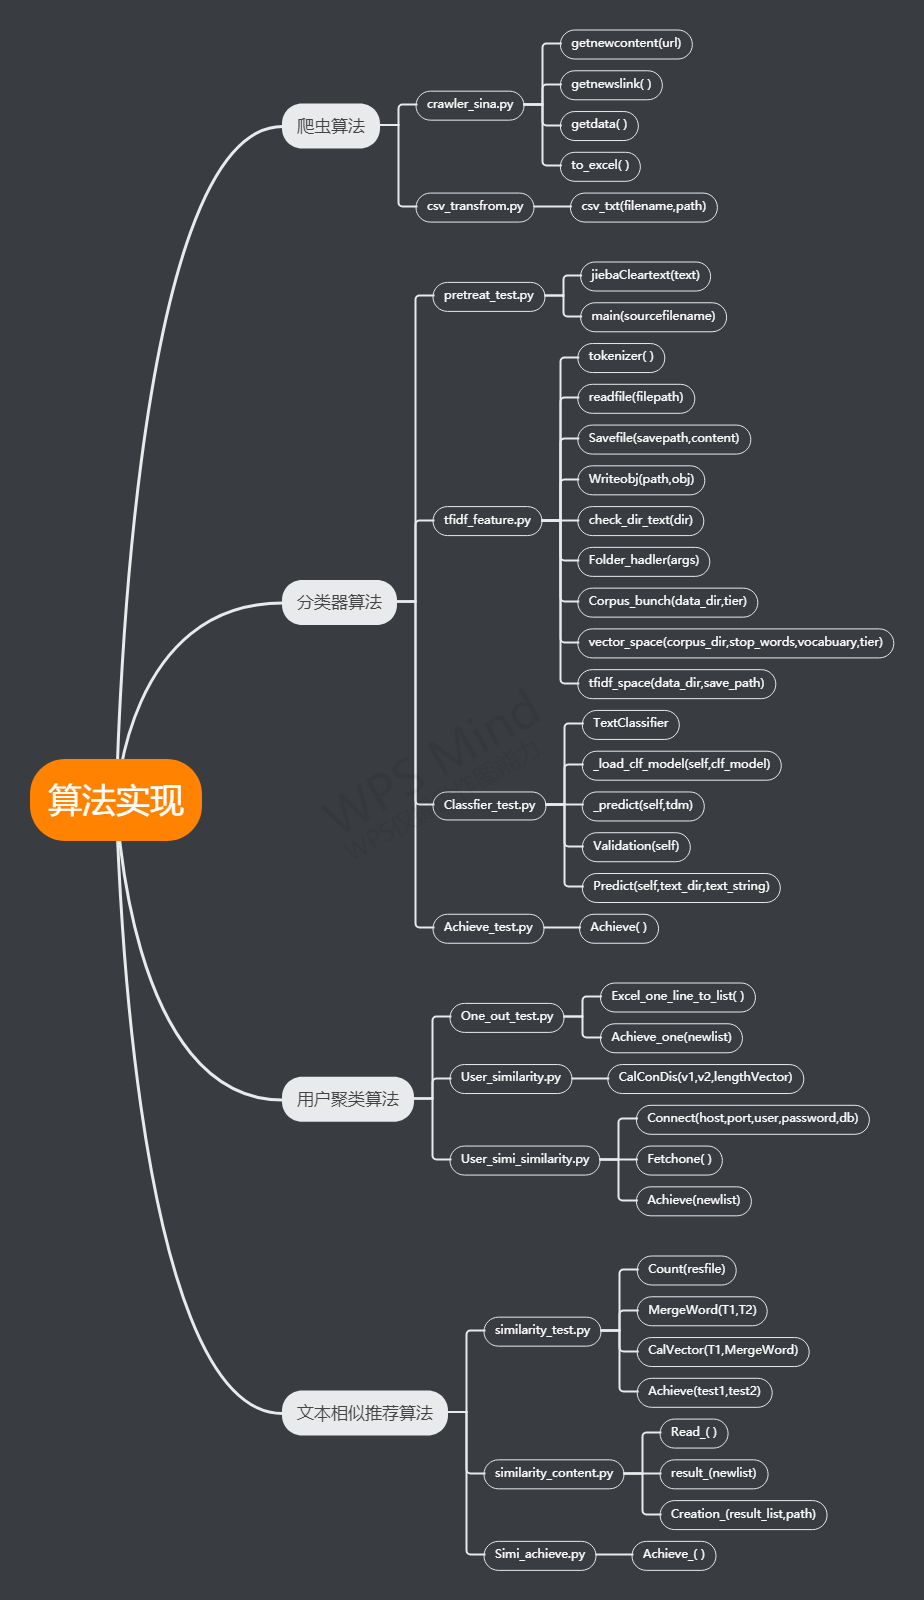 算法实现
爬虫算法
crawler_sina.py
getnewcontent(url)
getnewslink( )
getdata( )
to_excel( )
csv_transfrom.py
csv_txt(filename,path)
分类器算法
pretreat_test.py
jiebaCleartext(text)
main(sourcefilename)
tfidf_feature.py
tokenizer( )
readfile(filepath)
Savefile(savepath,content)
Writeobj(path,obj)
check_dir_text(dir)
Folder_hadler(args)
Corpus_bunch(data_dir,tier)
vector_space(corpus_dir,stop_words,vocabuary,tier)
tfidf_space(data_dir,save_path)
Classfier_test.py
TextClassifier
_load_clf_model(self,clf_model)
_predict(self,tdm)
Validation(self)
Predict(self,text_dir,text_string)
Achieve_test.py
Achieve( )
用户聚类算法
One_out_test.py
Excel_one_line_to_list( )
Achieve_one(newlist)
User_similarity.py
CalConDis(v1,v2,lengthVector)
User_simi_similarity.py
Connect(host,port,user,password,db)
Fetchone( )
Achieve(newlist)
文本相似推荐算法
similarity_test.py
Count(resfile)
MergeWord(T1,T2)
CalVector(T1,MergeWord)
Achieve(test1,test2)
similarity_content.py
Read_( )
result_(newlist)
Creation_(result_list,path)
Simi_achieve.py
Achieve_( )
WPS Mind